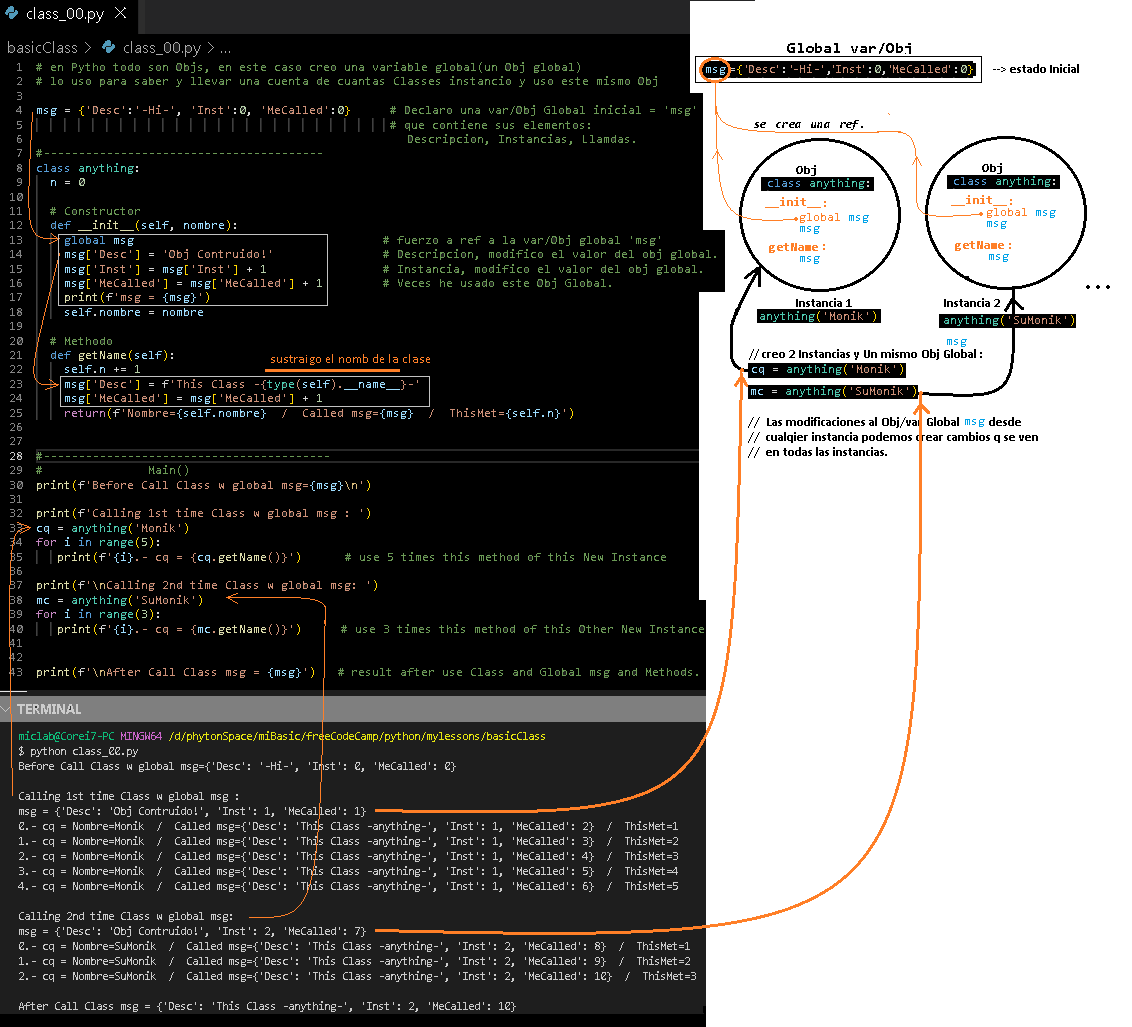 class_00.py
basicClass > class_00.py > ...
1 # en Pytho todo son Objs, en este caso creo una variable global(un Obj global)
2 # lo uso para saber y llevar una cuenta de cuantas Classes instancio y uso este mismo Obj
3
4 msg = {'Desc':'-Hi-', 'Inst':0, 'MeCalled':0} # Declaro una var/Obj Global inicial = 'msg'
5 # que contiene sus elementos:
6 Descripcion, Instancias, Llamdas.
7 #---------------------------------------
8 class anything:
9 n = 0
10
11 # Constructor
12 def __init__(self, nombre):
13 global msg # fuerzo a ref a la var/Obj global 'msg'
14 msg['Desc'] = 'Obj Contruido!' # Descripcion, modifico el valor del obj global.
15 msg['Inst'] = msg['Inst'] + 1 # Instancia, modifico el valor del obj global.
16 msg['MeCalled'] = msg['MeCalled'] + 1 # Veces he usado este Obj Global.
17 print(f'msg = {msg}')
18 self.nombre = nombre
19
20 # Methodo
21 def getName(self):
sustraigo el nomb de la clase
22 self.n += 1
23 msg['Desc'] = f'This Class -{type(self).__name__}-'
24 msg['MeCalled'] = msg['MeCalled'] + 1
25 return(f'Nombre={self.nombre} / Called msg={msg} / ThisMet={self.n}')
26
27
28 #----------------------------------------
29 # Main()
30 print(f'Before Call Class w global msg={msg}\n')
31
32 print(f'Calling 1st time Class w global msg : ')
33 cq = anything('Monik')
34 for i in range(5):
35 print(f'{i}.- cq = {cq.getName()}') # use 5 times this method of this New Instance
36
37 print(f'\nCalling 2nd time Class w global msg: ')
38 mc = anything('SuMonik')
39 for i in range(3):
40 print(f'{i}.- cq = {mc.getName()}') # use 3 times this method of this Other New Instance
41
42
43 print(f'\nAfter Call Class msg = {msg}') # result after use Class and Global msg and Methods.
TERMINAL
miclab@Corei7-PC MINGW64 /d/phytonSpace/miBasic/freeCodeCamp/python/mylessons/basicClass
$ python class_00.py
Before Call Class w global msg={'Desc': '-Hi-', 'Inst': 0, 'MeCalled': 0}
Calling 1st time Class w global msg :
msg = {'Desc': 'Obj Contruido!', 'Inst': 1, 'MeCalled': 1}
0.- cq = Nombre=Monik / Called msg={'Desc': 'This Class -anything-', 'Inst': 1, 'MeCalled': 2} / ThisMet=1
1.- cq = Nombre=Monik / Called msg={'Desc': 'This Class -anything-', 'Inst': 1, 'MeCalled': 3} / ThisMet=2
2.- cq = Nombre=Monik / Called msg={'Desc': 'This Class -anything-', 'Inst': 1, 'MeCalled': 4} / ThisMet=3
3.- cq = Nombre=Monik / Called msg={'Desc': 'This Class -anything-', 'Inst': 1, 'MeCalled': 5} / ThisMet=4
4.- cq = Nombre=Monik / Called msg={'Desc': 'This Class -anything-', 'Inst': 1, 'MeCalled': 6} / ThisMet=5
Calling 2nd time Class w global msg:
msg = {'Desc': 'Obj Contruido!', 'Inst': 2, 'MeCalled': 7}
0.- cq = Nombre=SuMonik / Called msg={'Desc': 'This Class -anything-', 'Inst': 2, 'MeCalled': 8} / ThisMet=1
1.- cq = Nombre=SuMonik / Called msg={'Desc': 'This Class -anything-', 'Inst': 2, 'MeCalled': 9} / ThisMet=2
2.- cq = Nombre=SuMonik / Called msg={'Desc': 'This Class -anything-', 'Inst': 2, 'MeCalled': 10} / ThisMet=3
After Call Class msg = {'Desc': 'This Class -anything-', 'Inst': 2, 'MeCalled': 10}
Global var/Obj
msg={'Desc':'-Hi-','Inst':0,'MeCalled':0} --> estado Inicial
se crea una ref.
Obj
class anything:
__init__:
global msg
msg
getName:
msg
Instancia 1
anything('Monik')
Obj
class anything:
__init__:
global msg
msg
getName:
msg
...
Instancia 2
anything('SuMonik')
msg
// creo 2 Instancias y Un mismo Obj Global :
cq = anything('Monik')
mc = anything('SuMonik')
// Las modificaciones al Obj/var Global msg desde
// cualqier instancia podemos crear cambios q se ven
// en todas las instancias.